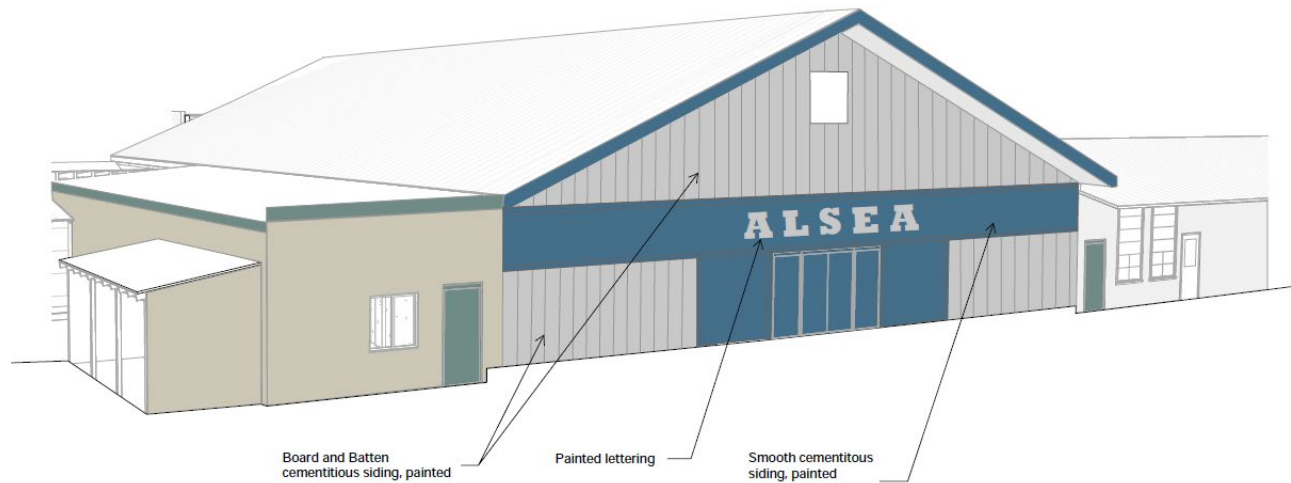 ALSEA
Board and Batten
cementitious siding, painted
Painted lettering
Smooth cementitous
siding, painted